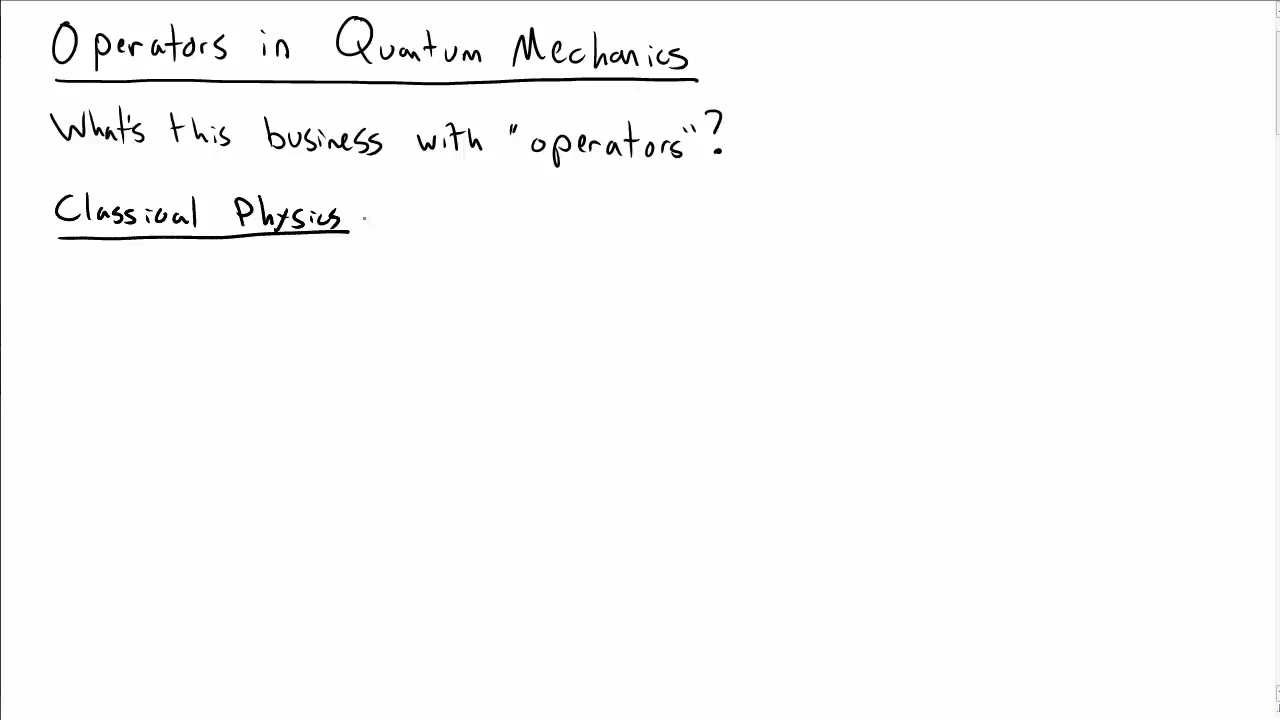 Operators in Quantum Mechanics
What's this business with "operators"?
Classical Physics